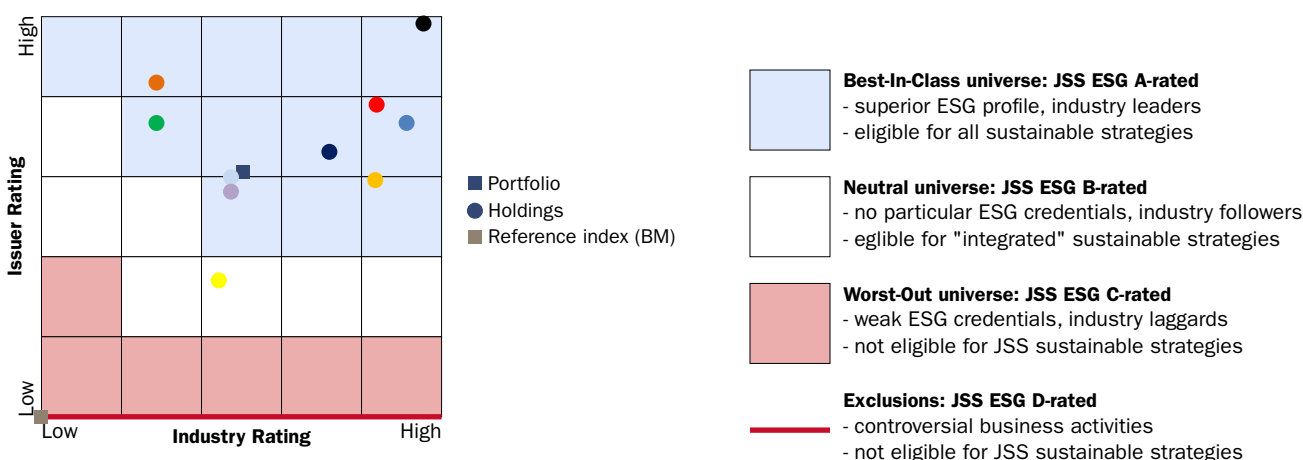 High
Issuer Rating
Low
Low
Industry Rating
High
Portfolio
Holdings
Reference index (BM)
Best-In-Class universe: JSS ESG A-rated
- superior ESG profile, industry leaders
- eligible for all sustainable strategies
Neutral universe: JSS ESG B-rated
- no particular ESG credentials, industry followers
- eglible for "integrated" sustainable strategies
Worst-Out universe: JSS ESG C-rated
- weak ESG credentials, industry laggards
- not eligible for JSS sustainable strategies
Exclusions: JSS ESG D-rated
- controversial business activities
- not eligible for JSS sustainable strategies